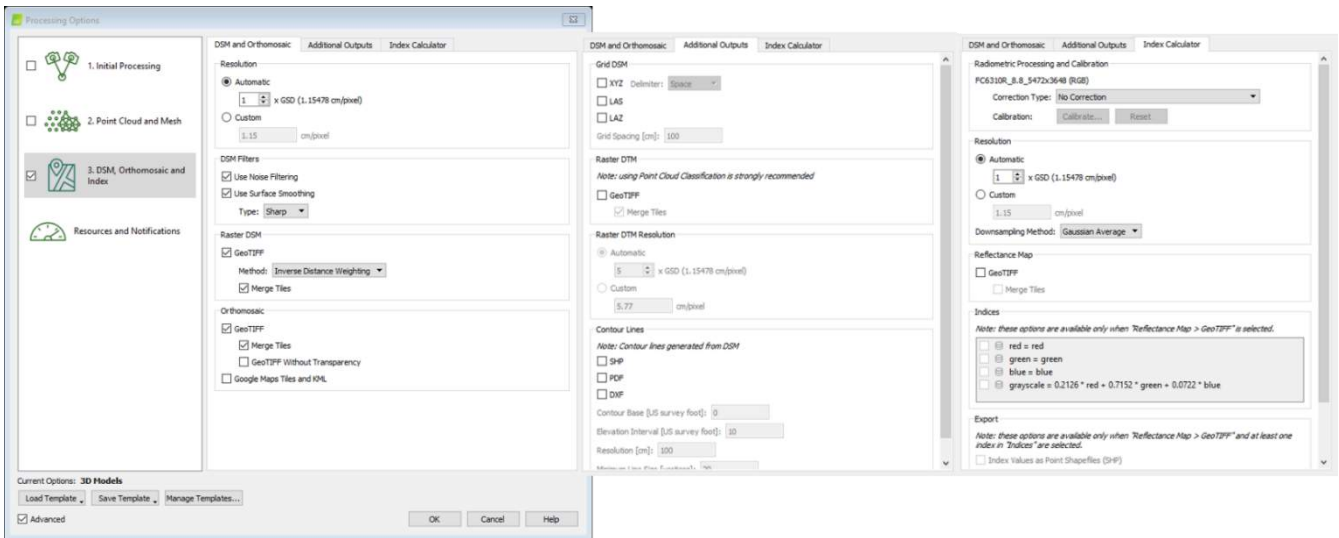 Processing Options
1. Initial Processing
2. Point Cloud and Mesh
3. DSM, Orthomosaic and
Index
Resources and Notifications
DSM and Orthomosaic Additional Outputs Index Calculator
Resolution
Automatic
1 x GSD (1.15478 cm/pixel)
Custom
1.15 cm/pixel
DSM Filters
Use Noise Filtering
Use Surface Smoothing
Type: Sharp
Raster DSM
GeoTIFF
Method: Inverse Distance Weighting
Merge Tiles
Orthomosaic
GeoTIFF
Merge Tiles
GeoTIFF Without Transparency
Google Maps Tiles and KML
Current Options: 3D Models
Load Template Save Template Manage Templates...
Advanced
OK Cancel Help
DSM and Orthomosaic Additional Outputs Index Calculator
Grid DSM
XYZ Delimiter: Space
LAS
LAZ
Grid Spacing [cm]: 100
Raster DTM
Note: using Point Cloud Classification is strongly recommended
GeoTIFF
Merge Tiles
Raster DTM Resolution
Automatic
5 x GSD (1.15478 cm/pixel)
Custom
5.77 cm/pixel
Contour Lines
Note: Contour lines generated from DSM
SHP
PDF
DXF
Contour Base [US survey foot]: 0
Elevation Interval [US survey foot]: 10
Resolution [cm]: 100
DSM and Orthomosaic Additional Outputs Index Calculator
Radiometric Processing and Calibration
FC6310R_8.8_5472x3648 (RGB)
Correction Type: No Correction
Calibration: Calibrate... Reset
Resolution
Automatic
1 x GSD (1.15478 cm/pixel)
Custom
1.15 cm/pixel
Downsampling Method: Gaussian Average
Reflectance Map
GeoTIFF
Merge Tiles
Indices
Note: these options are available only when "Reflectance Map > GeoTIFF" is selected.
red = red
green = green
blue = blue
grayscale = 0.2126 * red + 0.7152 * green + 0.0722 * blue
Export
Note: these options are available only when "Reflectance Map > GeoTIFF" and at least one
index in "Indices" are selected.
Index Values as Point Shapefiles (SHP)